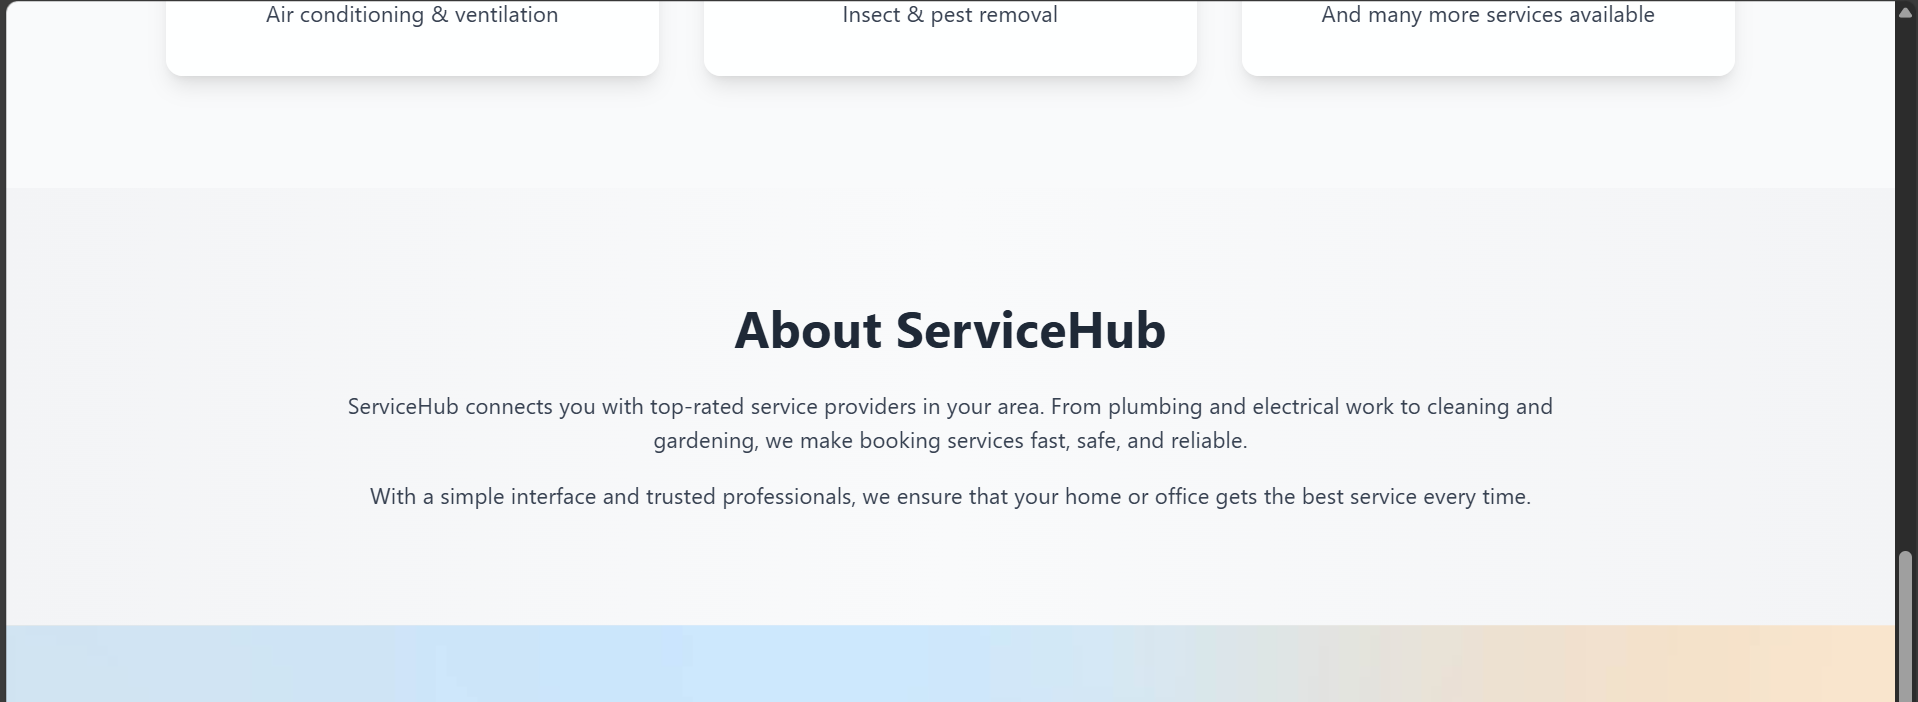 Air conditioning & ventilation
Insect & pest removal
And many more services available
About ServiceHub
ServiceHub connects you with top-rated service providers in your area. From plumbing and electrical work to cleaning and
gardening, we make booking services fast, safe, and reliable.
With a simple interface and trusted professionals, we ensure that your home or office gets the best service every time.